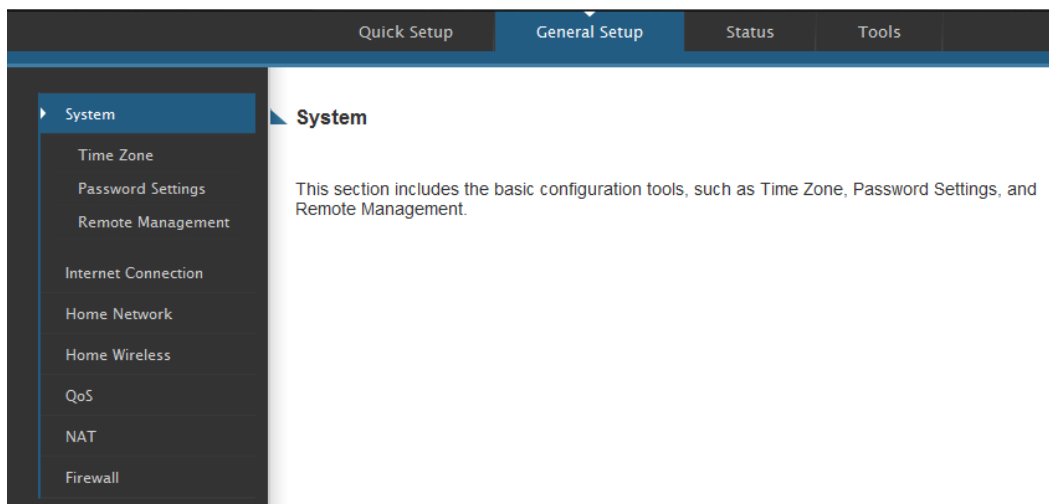 Quick Setup General Setup Status Tools
System
Time Zone
Password Settings
Remote Management
Internet Connection
Home Network
Home Wireless
QoS
NAT
Firewall
System
This section includes the basic configuration tools, such as Time Zone, Password Settings, and
Remote Management.